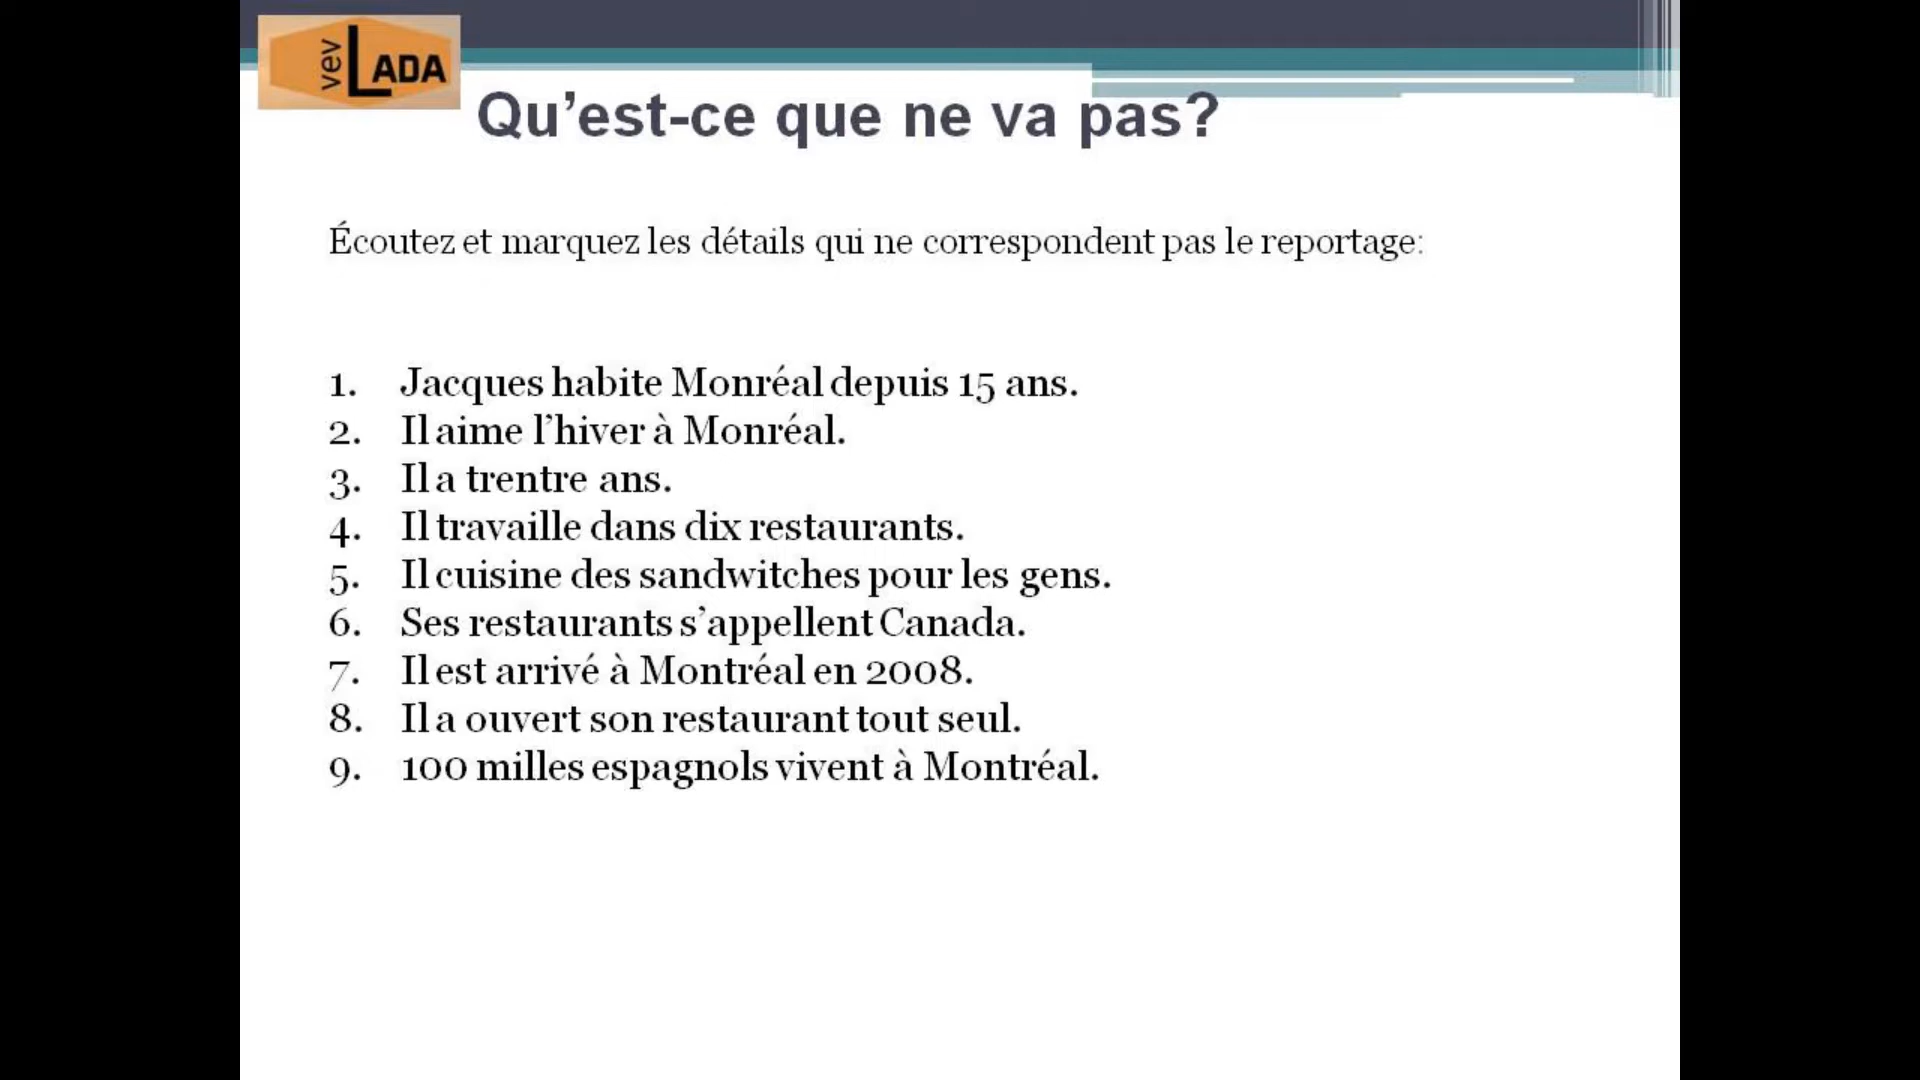 vev LADA
Qu’est-ce que ne va pas?
Écoutez et marquez les détails qui ne correspondent pas le reportage:
1. Jacques habite Monréal depuis 15 ans.
2. Il aime l’hiver à Monréal.
3. Il a trentre ans.
4. Il travaille dans dix restaurants.
5. Il cuisine des sandwitches pour les gens.
6. Ses restaurants s’appellent Canada.
7. Il est arrivé à Montréal en 2008.
8. Il a ouvert son restaurant tout seul.
9. 100 milles espagnols vivent à Montréal.